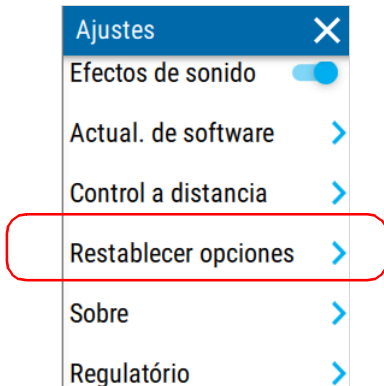 Ajustes
Efectos de sonido
Actual. de software
Control a distancia
Restablecer opciones
Sobre
Regulatório